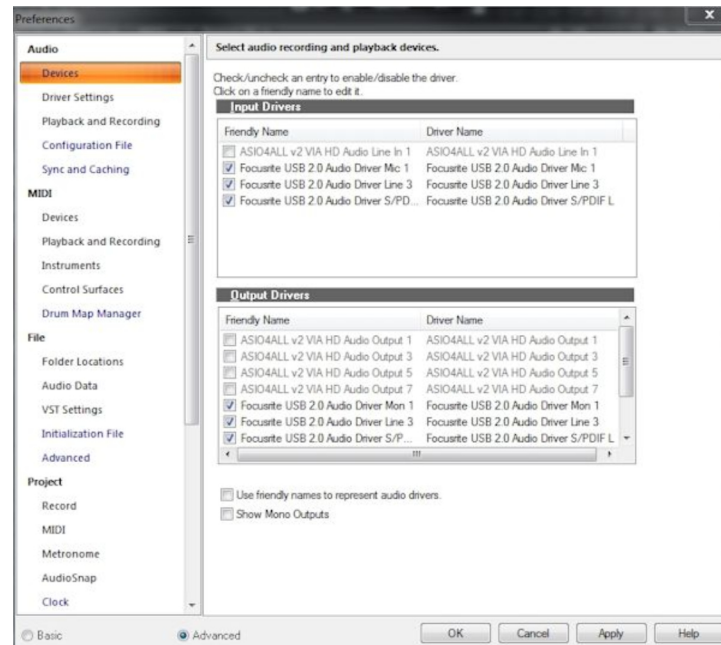 Preferences
x
Audio
Devices
Driver Settings
Playback and Recording
Configuration File
Sync and Caching
MIDI
Devices
Playback and Recording
Instruments
Control Surfaces
Drum Map Manager
File
Folder Locations
Audio Data
VST Settings
Initialization File
Advanced
Project
Record
MIDI
Metronome
AudioSnap
Clock
Basic
Advanced
Select audio recording and playback devices.
Check/uncheck an entry to enable/disable the driver.
Click on a friendly name to edit it.
Input Drivers
Friendly Name Driver Name
ASIO4ALL v2 VIA HD Audio Line In 1 ASIO4ALL v2 VIA HD Audio Line In 1
Focusrite USB 2.0 Audio Driver Mic 1 Focusrite USB 2.0 Audio Driver Mic 1
Focusrite USB 2.0 Audio Driver Line 3 Focusrite USB 2.0 Audio Driver Line 3
Focusrite USB 2.0 Audio Driver S/PD... Focusrite USB 2.0 Audio Driver S/PDIF L
Output Drivers
Friendly Name Driver Name
ASIO4ALL v2 VIA HD Audio Output 1 ASIO4ALL v2 VIA HD Audio Output 1
ASIO4ALL v2 VIA HD Audio Output 3 ASIO4ALL v2 VIA HD Audio Output 3
ASIO4ALL v2 VIA HD Audio Output 5 ASIO4ALL v2 VIA HD Audio Output 5
ASIO4ALL v2 VIA HD Audio Output 7 ASIO4ALL v2 VIA HD Audio Output 7
Focusrite USB 2.0 Audio Driver Mon 1 Focusrite USB 2.0 Audio Driver Mon 1
Focusrite USB 2.0 Audio Driver Line 3 Focusrite USB 2.0 Audio Driver Line 3
Focusrite USB 2.0 Audio Driver S/P... Focusrite USB 2.0 Audio Driver S/PDIF L
Use friendly names to represent audio drivers.
Show Mono Outputs
OK Cancel Apply Help